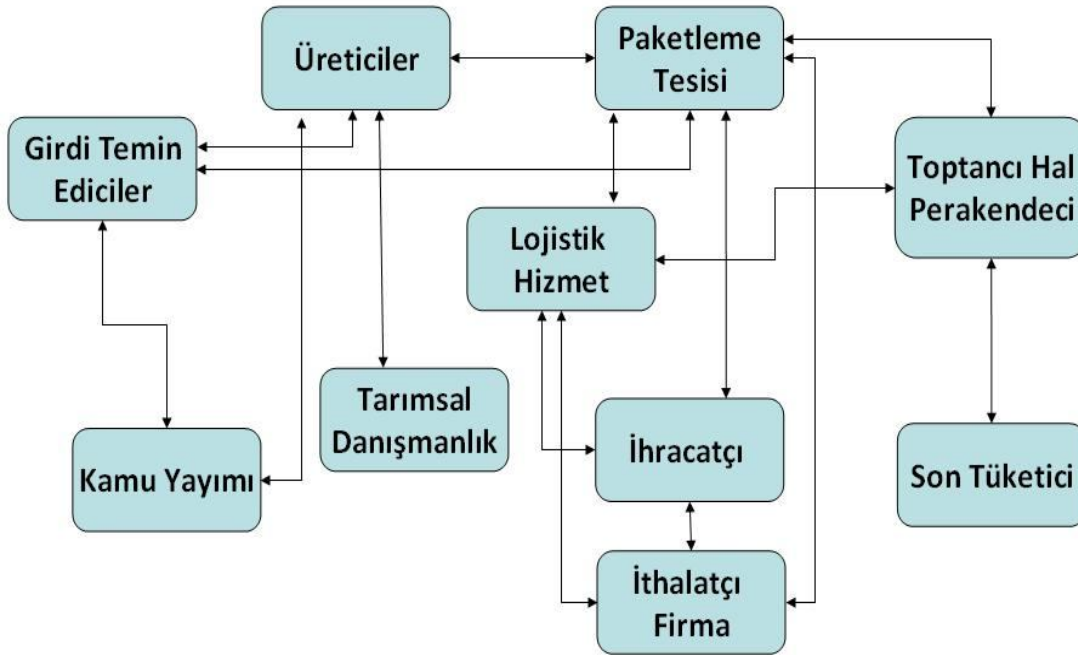 Üreticiler
Paketleme
Tesisi
Girdi Temin
Ediciler
Toptancı Hal
Perakendeci
Lojistik
Hizmet
Tarımsal
Danışmanlık
İhracatçı
Kamu Yayımı
Son Tüketici
İthalatçı
Firma